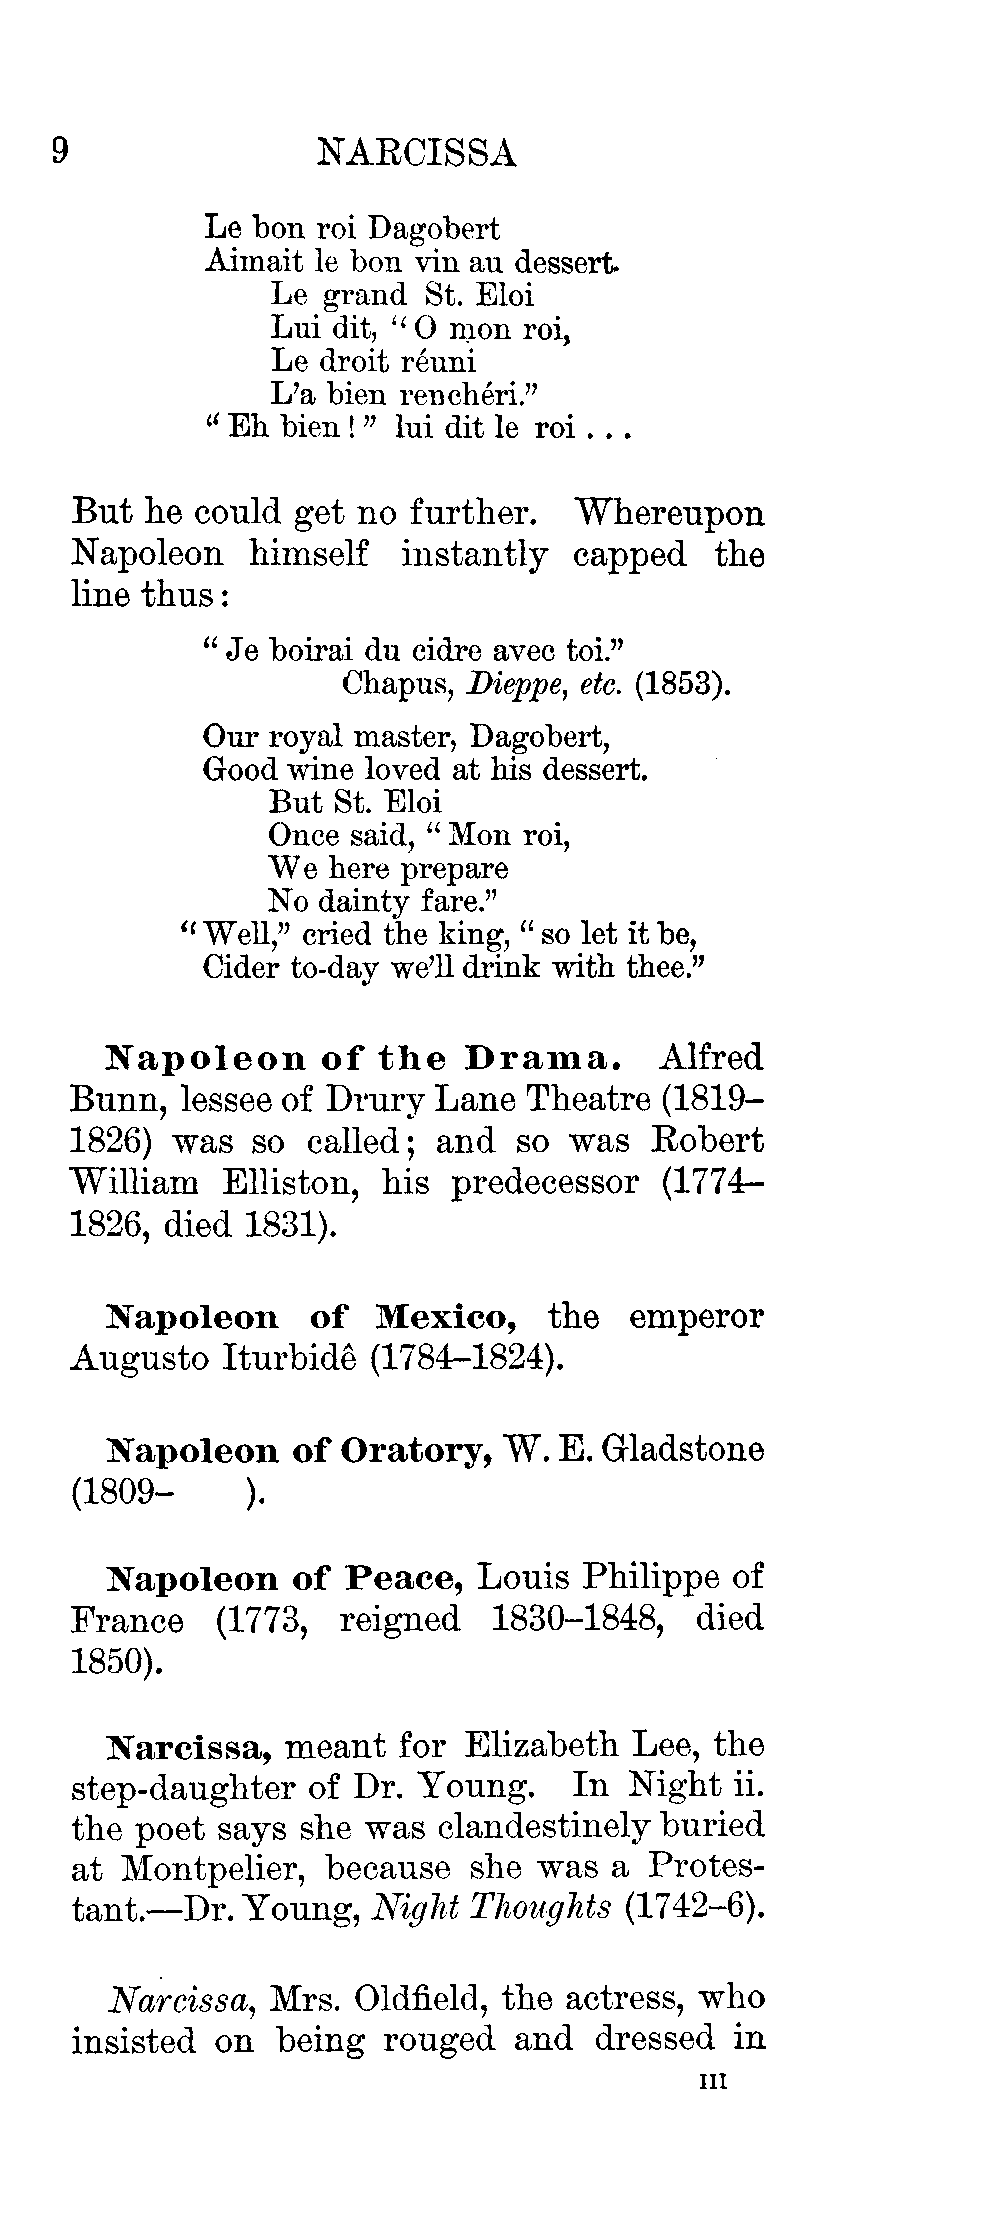 9 NARCISSA
Le bon roi Dagobert
Aimait le bon vin au dessert.
Le grand St. Eloi
Lui dit, “O mon roi,
Le droit réuni
L’a bien renchéri.”
“Eh bien!” lui dit le roi . . .
But he could get no further. Whereupon
Napoleon himself instantly capped the
line thus:
“Je boirai du cidre avec toi.”
Chapus, Dieppe, etc. (1853).
Our royal master, Dagobert,
Good wine loved at his dessert.
But St. Eloi
Once said, “Mon roi,
We here prepare
No dainty fare.”
“Well,” cried the king, “so let it be,
Cider to-day we’ll drink with thee.”
Napoleon of the Drama. Alfred
Bunn, lessee of Drury Lane Theatre (1819–
1826) was so called; and so was Robert
William Elliston, his predecessor (1774–
1826, died 1831).
Napoleon of Mexico, the emperor
Augusto Iturbidê (1784–1824).
Napoleon of Oratory, W. E. Gladstone
(1809– ).
Napoleon of Peace, Louis Philippe of
France (1773, reigned 1830–1848, died
1850).
Narcissa, meant for Elizabeth Lee, the
step-daughter of Dr. Young. In Night ii.
the poet says she was clandestinely buried
at Montpelier, because she was a Protes-
tant.—Dr. Young, Night Thoughts (1742–6).
Narcissa, Mrs. Oldfield, the actress, who
insisted on being rouged and dressed in
III